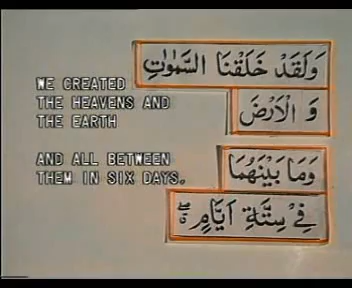 WE CREATED
THE HEAVENS AND
THE EARTH
AND ALL BETWEEN
THEM IN SIX DAYS.
وَلَقَدْ خَلَقْنَا السَّمٰوٰتِ
وَ الْاَرْضَ
وَمَا بَيْنَهُمَا
فِيْ سِتَّةِ اَيَّامٍ